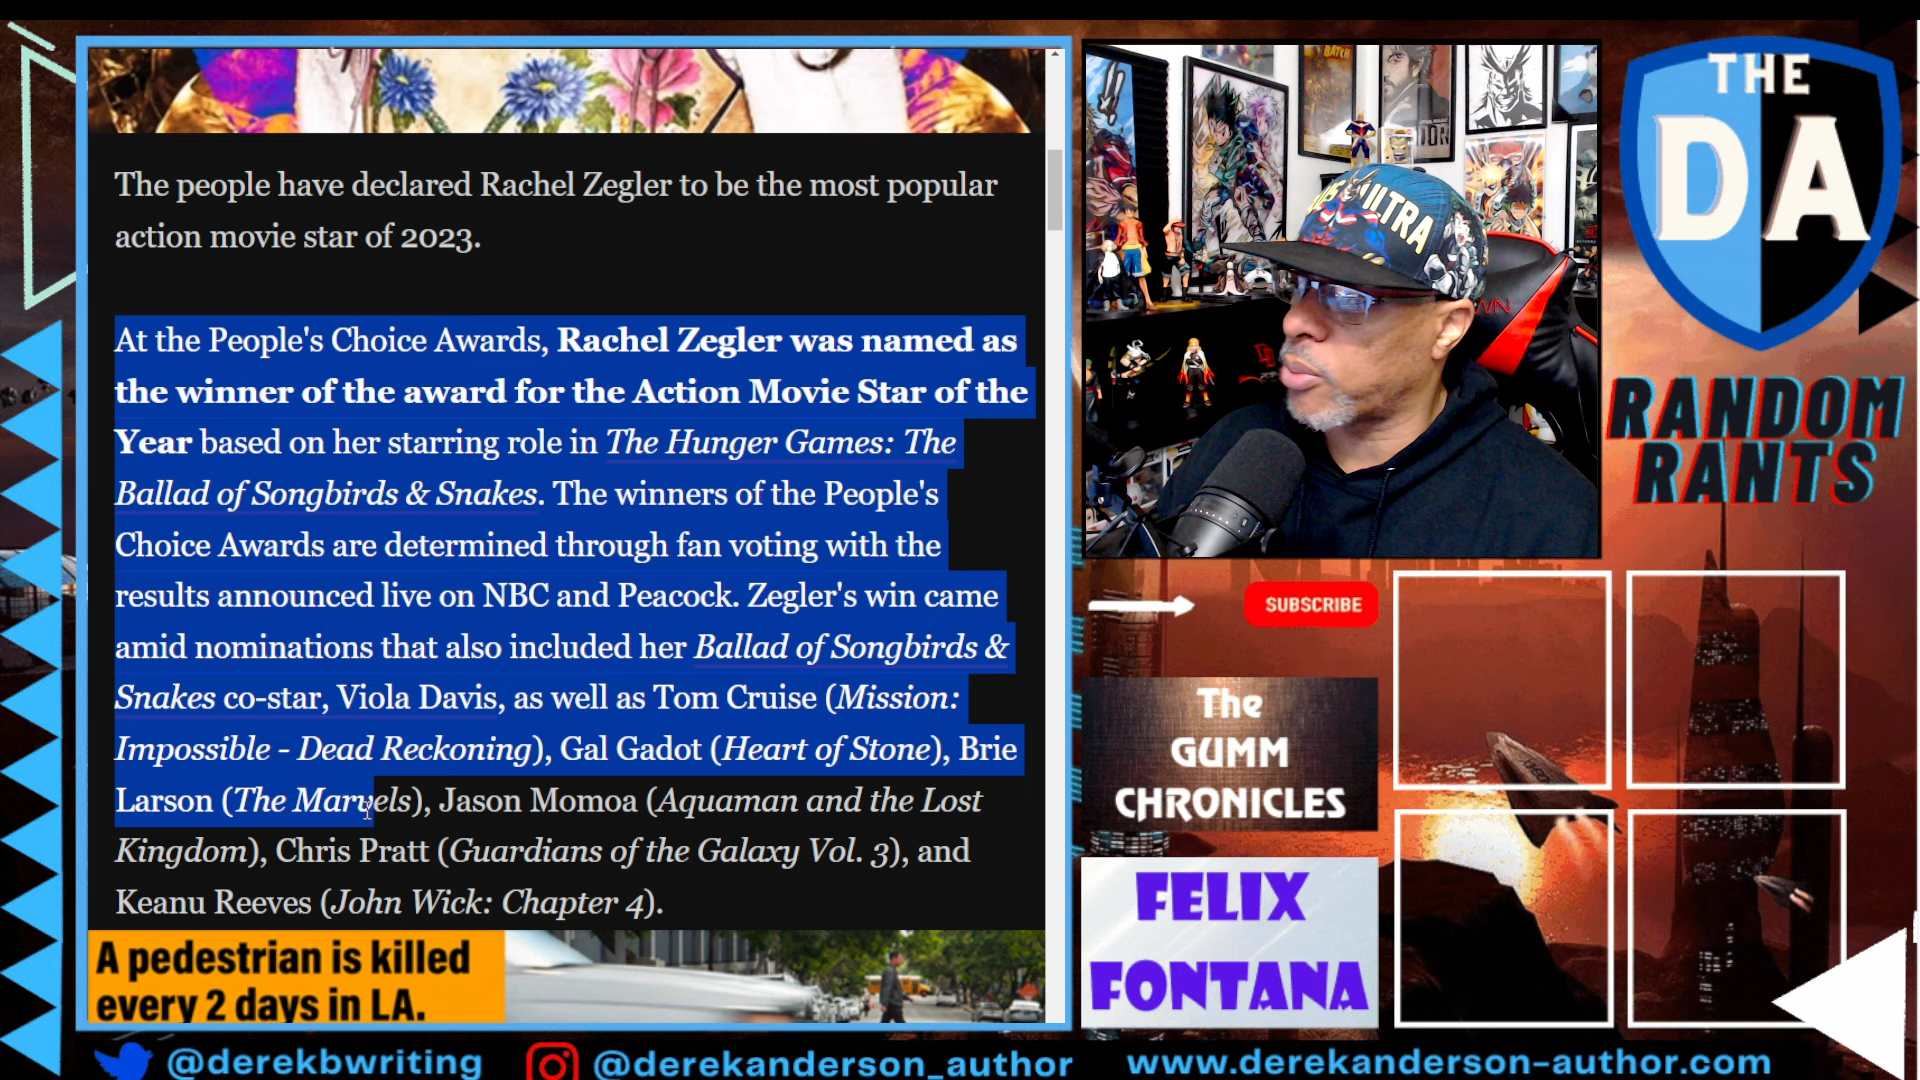 The people have declared Rachel Zegler to be the most popular
action movie star of 2023.
At the People's Choice Awards, Rachel Zegler was named as
the winner of the award for the Action Movie Star of the
Year based on her starring role in The Hunger Games: The
Ballad of Songbirds & Snakes. The winners of the People's
Choice Awards are determined through fan voting with the
results announced live on NBC and Peacock. Zegler's win came
amid nominations that also included her Ballad of Songbirds &
Snakes co-star, Viola Davis, as well as Tom Cruise (Mission:
Impossible - Dead Reckoning), Gal Gadot (Heart of Stone), Brie
Larson (The Marvels), Jason Momoa (Aquaman and the Lost
Kingdom), Chris Pratt (Guardians of the Galaxy Vol. 3), and
Keanu Reeves (John Wick: Chapter 4).
A pedestrian is killed
every 2 days in LA.
ULTRA
THE
DA
RANDOM
RANTS
SUBSCRIBE
The
GUMM
CHRONICLES
FELIX
FONTANA
@derekbwriting
@derekanderson_author
www.derekanderson-author.com